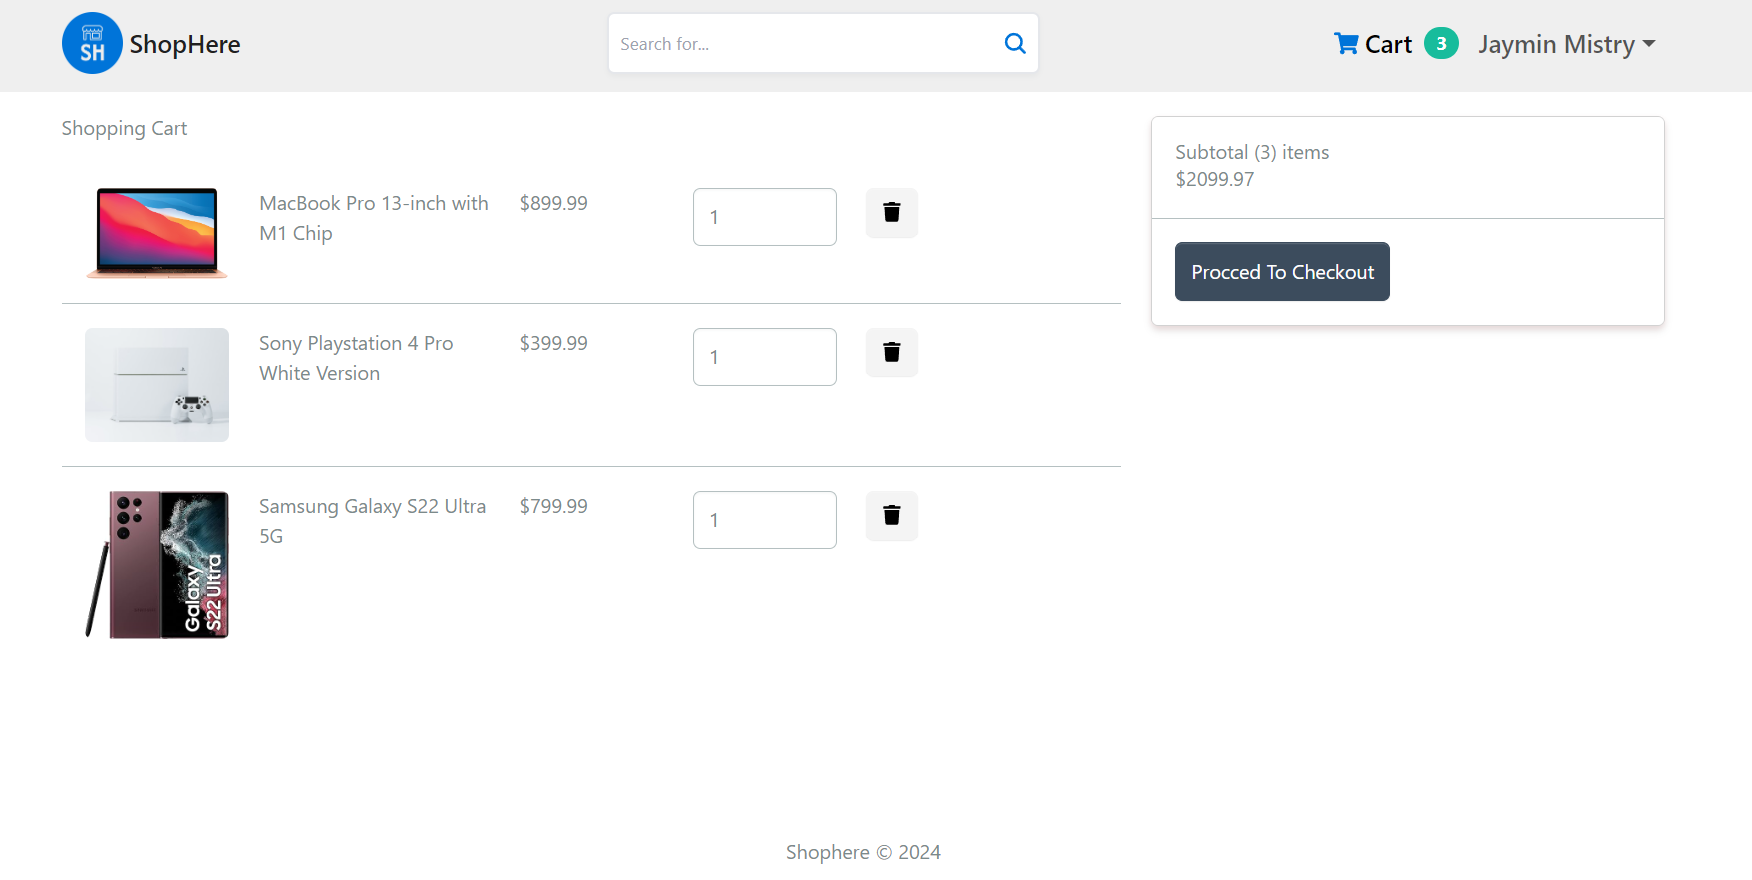 SH
ShopHere
Search for...
Cart 3 Jaymin Mistry
Shopping Cart
MacBook Pro 13-inch with
M1 Chip
$899.99
1
Sony Playstation 4 Pro
White Version
$399.99
1
Samsung Galaxy S22 Ultra
5G
$799.99
1
Galaxy
S22 Ultra
Subtotal (3) items
$2099.97
Procced To Checkout
Shophere © 2024